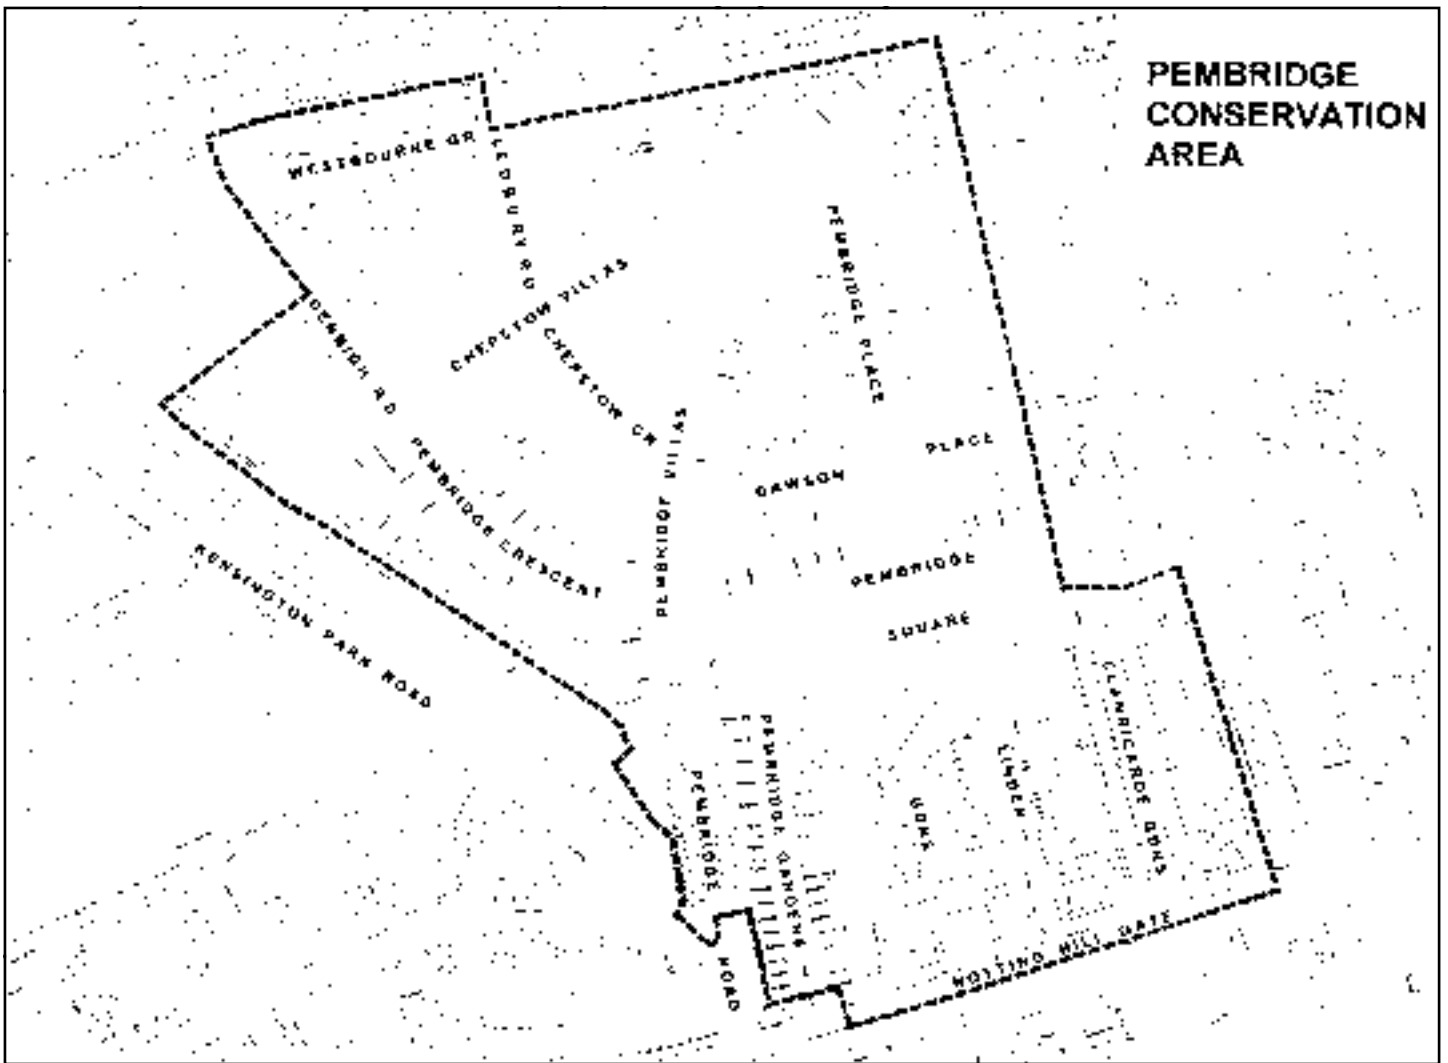 PEMBRIDGE
CONSERVATION
AREA
WESTBOURNE GR
LEDBURY RD
CHEPSTOW VILLAS
PEMBRIDGE PLACE
DENBIGH RD
CHEPSTOW CR
PEMBRIDGE VILLAS
PEMBRIDGE CRESCENT
DAWSON
PLACE
PEMBRIDGE
SQUARE
KENSINGTON PARK ROAD
CLANRICARDE GDNS
LINDEN
GDNS
PEMBRIDGE
ROAD
PEMBRIDGE GARDENS
NOTTING HILL GATE